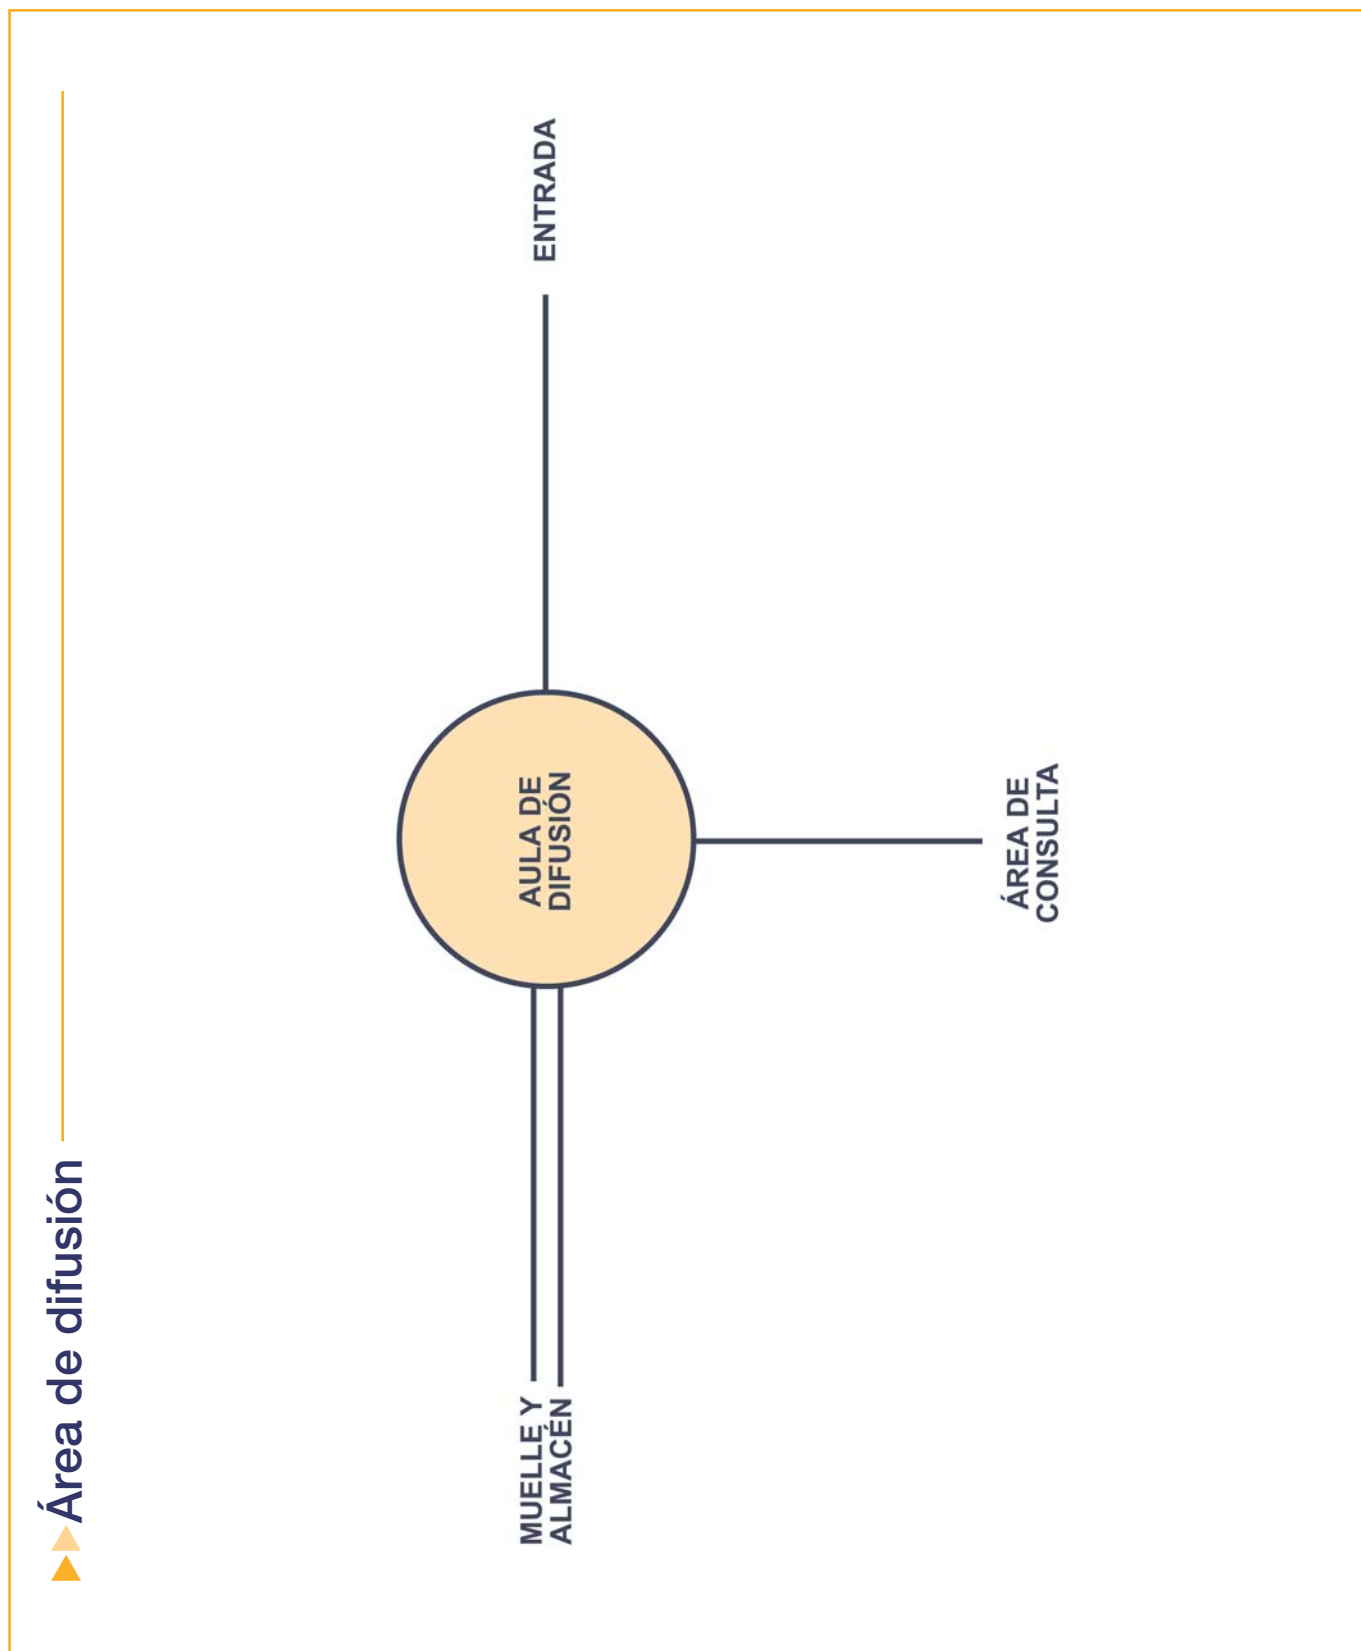 Área de difusión
MUELLE Y
ALMACÉN
AULA DE
DIFUSIÓN
ENTRADA
ÁREA DE
CONSULTA